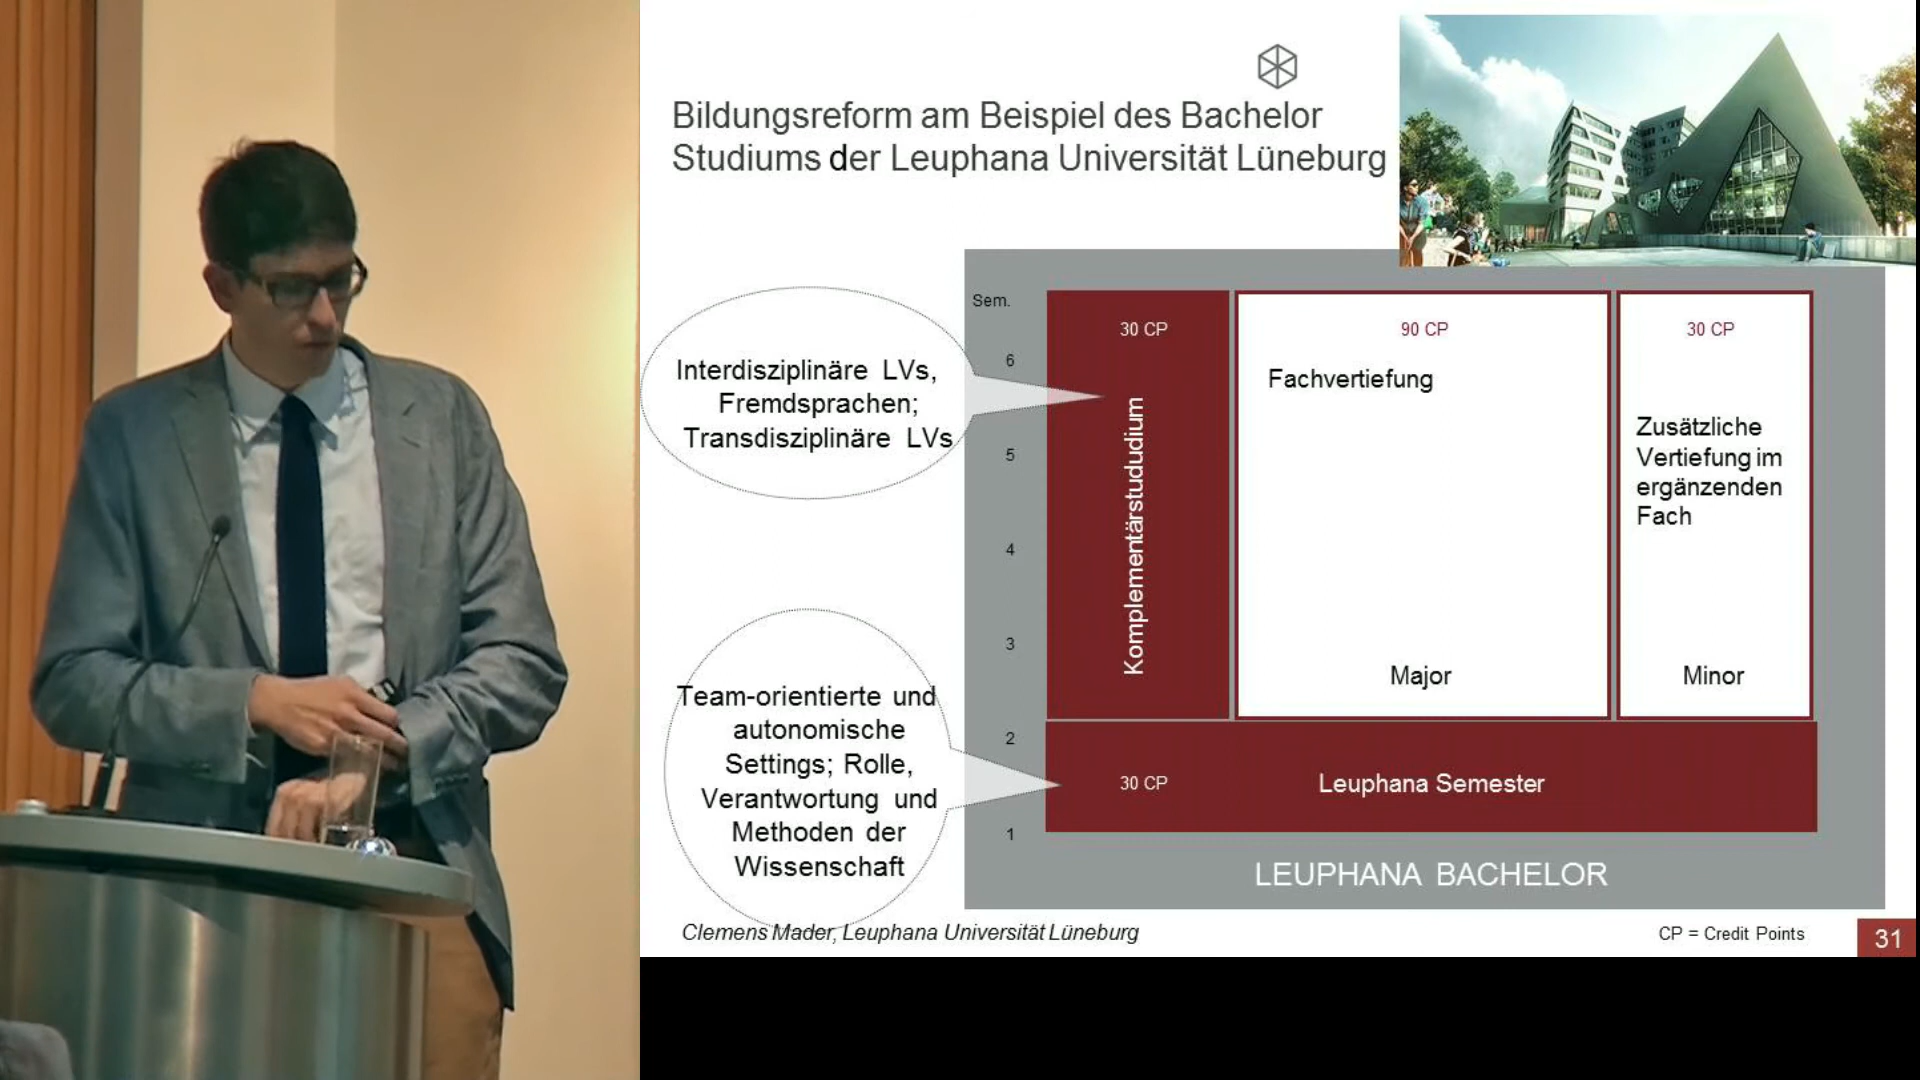 Bildungsreform am Beispiel des Bachelor
Studiums der Leuphana Universität Lüneburg
Sem.
6
5
4
3
2
1
Interdisziplinäre LVs,
Fremdsprachen;
Transdisziplinäre LVs
Team-orientierte und
autonomische
Settings; Rolle,
Verantwortung und
Methoden der
Wissenschaft
30 CP
Komplementärstududium
90 CP
Fachvertiefung
Major
30 CP
Zusätzliche
Vertiefung im
ergänzenden
Fach
Minor
30 CP
Leuphana Semester
LEUPHANA BACHELOR
Clemens Mader, Leuphana Universität Lüneburg
CP = Credit Points
31